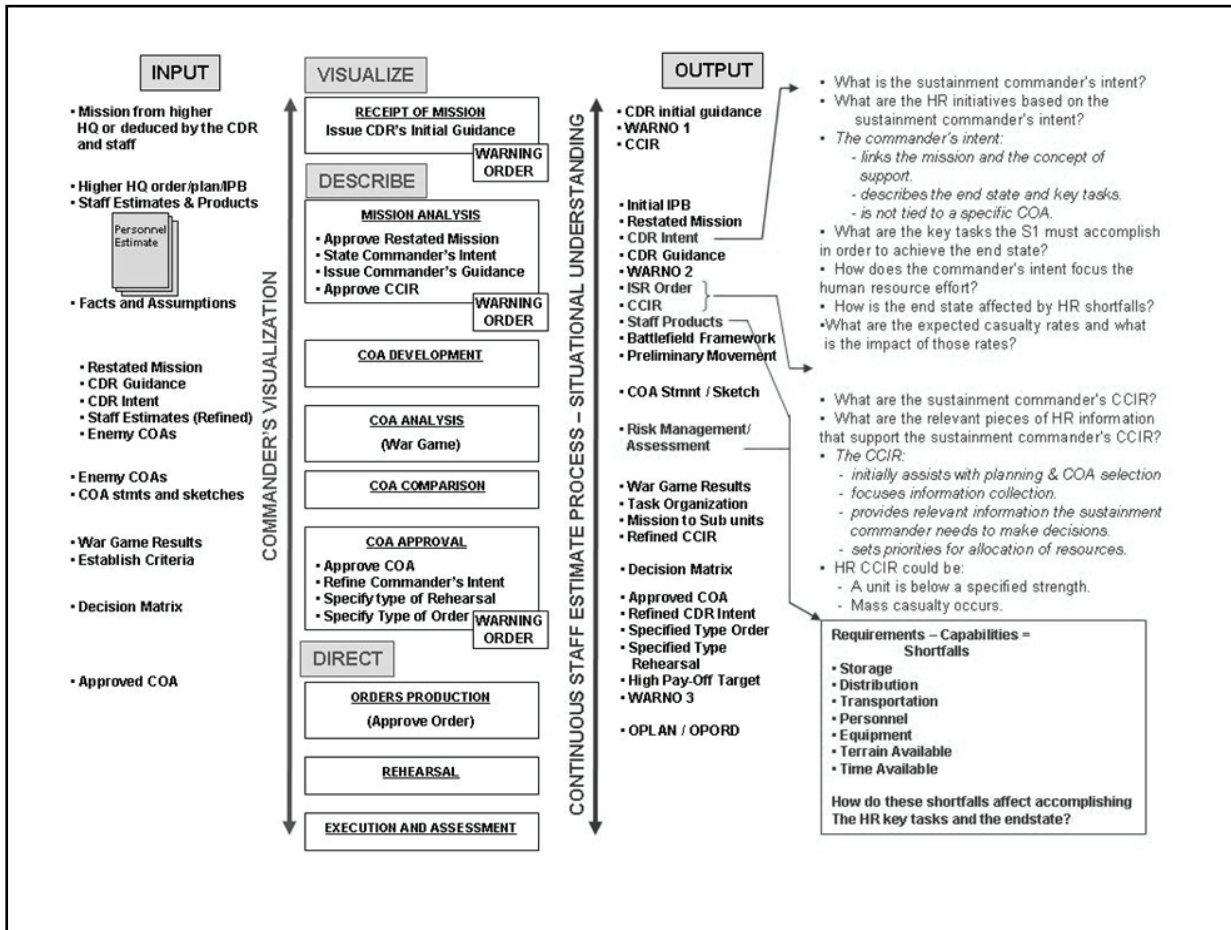 INPUT
▪ Mission from higher
HQ or deduced by the CDR
and staff
▪ Higher HQ order/plan/IPB
▪ Staff Estimates & Products
Personnel
Estimate
▪ Facts and Assumptions
▪ Restated Mission
▪ CDR Guidance
▪ CDR Intent
▪ Staff Estimates (Refined)
▪ Enemy COAs
▪ Enemy COAs
▪ COA stmts and sketches
▪ War Game Results
▪ Establish Criteria
▪ Decision Matrix
▪ Approved COA
COMMANDER'S VISUALIZATION
VISUALIZE
RECEIPT OF MISSION
Issue CDR's Initial Guidance
WARNING
ORDER
DESCRIBE
MISSION ANALYSIS
▪ Approve Restated Mission
▪ State Commander's Intent
▪ Issue Commander's Guidance
▪ Approve CCIR
WARNING
ORDER
COA DEVELOPMENT
COA ANALYSIS
(War Game)
COA COMPARISON
COA APPROVAL
▪ Approve COA
▪ Refine Commander's Intent
▪ Specify type of Rehearsal
▪ Specify Type of Order
WARNING
ORDER
DIRECT
ORDERS PRODUCTION
(Approve Order)
REHEARSAL
EXECUTION AND ASSESSMENT
CONTINUOUS STAFF ESTIMATE PROCESS – SITUATIONAL UNDERSTANDING
OUTPUT
▪ CDR initial guidance
▪ WARNO 1
▪ CCIR
▪ Initial IPB
▪ Restated Mission
▪ CDR Intent
▪ CDR Guidance
▪ WARNO 2
▪ ISR Order
▪ CCIR
▪ Staff Products
▪ Battlefield Framework
▪ Preliminary Movement
▪ COA Stmnt / Sketch
▪ Risk Management/
Assessment
▪ War Game Results
▪ Task Organization
▪ Mission to Sub units
▪ Refined CCIR
▪ Decision Matrix
▪ Approved COA
▪ Refined CDR Intent
▪ Specified Type Order
▪ Specified Type
Rehearsal
▪ High Pay-Off Target
▪ WARNO 3
▪ OPLAN / OPORD
▪ What is the sustainment commander's intent?
▪ What are the HR initiatives based on the
sustainment commander's intent?
▪ The commander's intent:
- links the mission and the concept of
support.
- describes the end state and key tasks.
- is not tied to a specific COA.
▪ What are the key tasks the S1 must accomplish
in order to achieve the end state?
▪ How does the commander's intent focus the
human resource effort?
▪ How is the end state affected by HR shortfalls?
▪What are the expected casualty rates and what
is the impact of those rates?
▪ What are the sustainment commander's CCIR?
▪ What are the relevant pieces of HR information
that support the sustainment commander's CCIR?
▪ The CCIR:
- initially assists with planning & COA selection
- focuses information collection.
- provides relevant information the sustainment
commander needs to make decisions.
- sets priorities for allocation of resources.
▪ HR CCIR could be:
- A unit is below a specified strength.
- Mass casualty occurs.
Requirements – Capabilities =
Shortfalls
▪ Storage
▪ Distribution
▪ Transportation
▪ Personnel
▪ Equipment
▪ Terrain Available
▪ Time Available
How do these shortfalls affect accomplishing
The HR key tasks and the endstate?